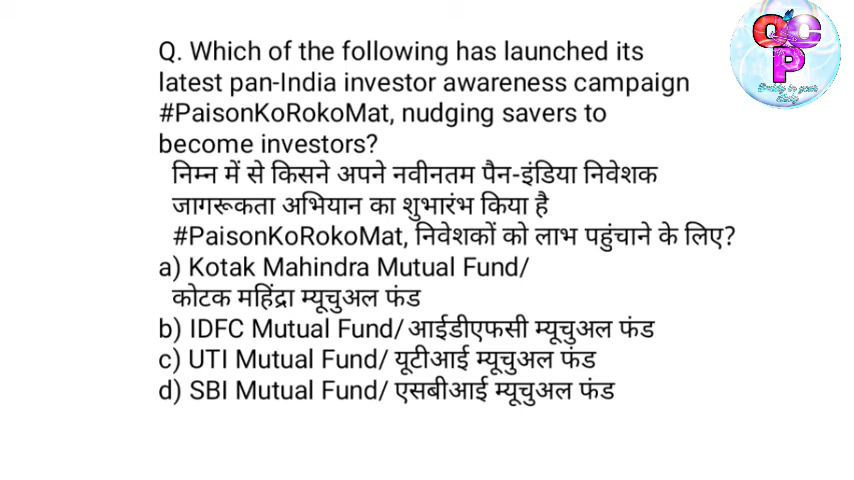 OCP
Q. Which of the following has launched its
latest pan-India investor awareness campaign
#PaisonKoRokoMat, nudging savers to
become investors?
निम्न में से किसने अपने नवीनतम पैन-इंडिया निवेशक
जागरूकता अभियान का शुभारंभ किया है
#PaisonKoRokoMat, निवेशकों को लाभ पहुंचाने के लिए?
a) Kotak Mahindra Mutual Fund/
कोटक महिंद्रा म्यूचुअल फंड
b) IDFC Mutual Fund/ आईडीएफसी म्यूचुअल फंड
c) UTI Mutual Fund/ यूटीआई म्यूचुअल फंड
d) SBI Mutual Fund/ एसबीआई म्यूचुअल फंड